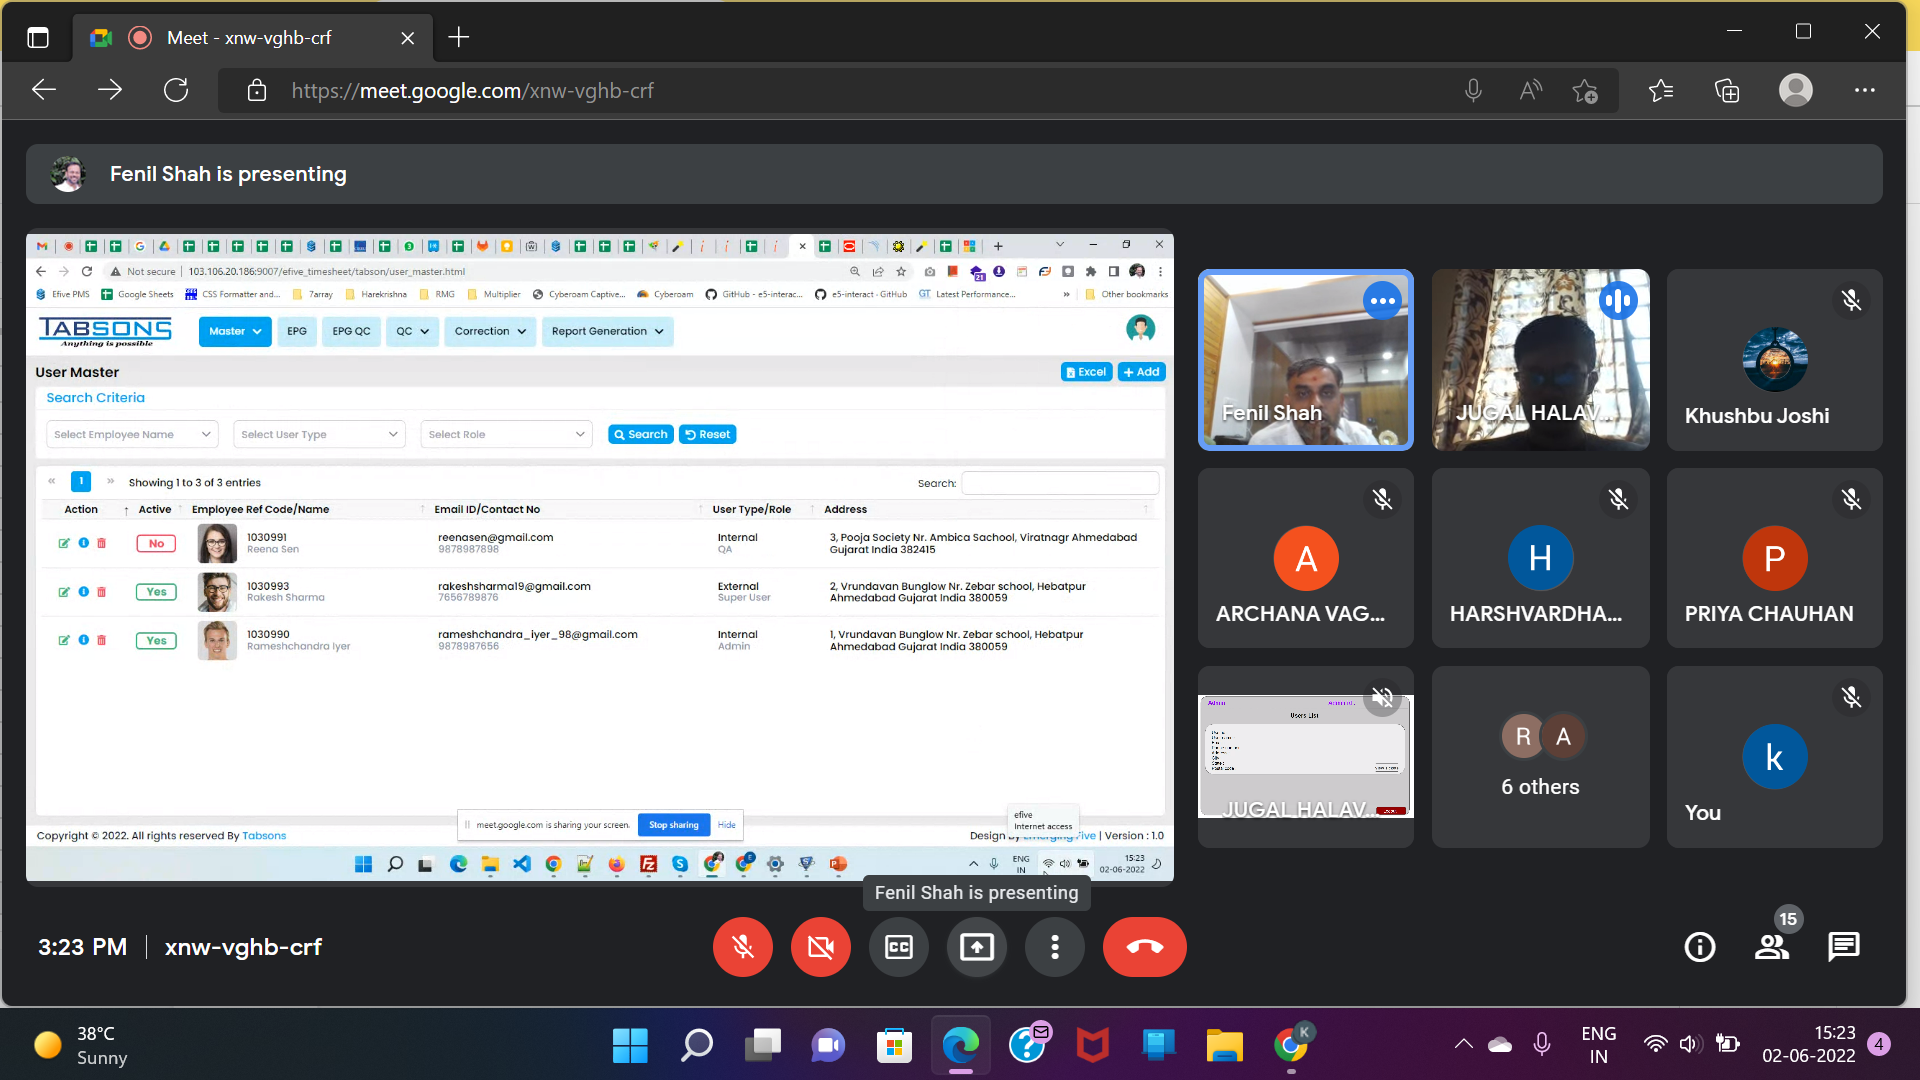 Meet - xnw-vghb-crf
https://meet.google.com/xnw-vghb-crf
Fenil Shah is presenting
Not secure | 103.106.20.186:9007/efive_timesheet/tabson/user_master.html
21
Efive PMS Google Sheets CSS Formatter and... 7array Harekrishna RMG Multiplier Cyberoam Captive... Cyberoam GitHub - e5-interac... e5-interact · GitHub GT Latest Performance... » Other bookmarks
TABSONS
Anything is possible
Master EPG EPG QC QC Correction Report Generation
User Master
Excel + Add
Search Criteria
Select Employee Name Select User Type Select Role Search Reset
« 1 » Showing 1 to 3 of 3 entries Search:
Action Active Employee Ref Code/Name Email ID/Contact No User Type/Role Address
No 1030991 reenasen@gmail.com Internal 3, Pooja Society Nr. Ambica Sachool, Viratnagr Ahmedabad
Reena Sen 9878987898 QA Gujarat India 382415
Yes 1030993 rakeshsharma19@gmail.com External 2, Vrundavan Bunglow Nr. Zebar school, Hebatpur
Rakesh Sharma 7656789876 Super User Ahmedabad Gujarat India 380059
Yes 1030990 rameshchandra_iyer_98@gmail.com Internal 1, Vrundavan Bunglow Nr. Zebar school, Hebatpur
Rameshchandra Iyer 9878987656 Admin Ahmedabad Gujarat India 380059
meet.google.com is sharing your screen. Stop sharing Hide
efive
Internet access
Copyright © 2022. All rights reserved By Tabsons
Design By Emerging Five | Version : 1.0
ENG
IN
15:23
02-06-2022
Fenil Shah
JUGAL HALAV...
Khushbu Joshi
A
ARCHANA VAG...
H
HARSHVARDHA...
P
PRIYA CHAUHAN
Admin
Users List
JUGAL HALAV...
R A
6 others
k
You
Fenil Shah is presenting
3:23 PM | xnw-vghb-crf
CC
15
38°C
Sunny
K
ENG
IN
15:23
02-06-2022
4